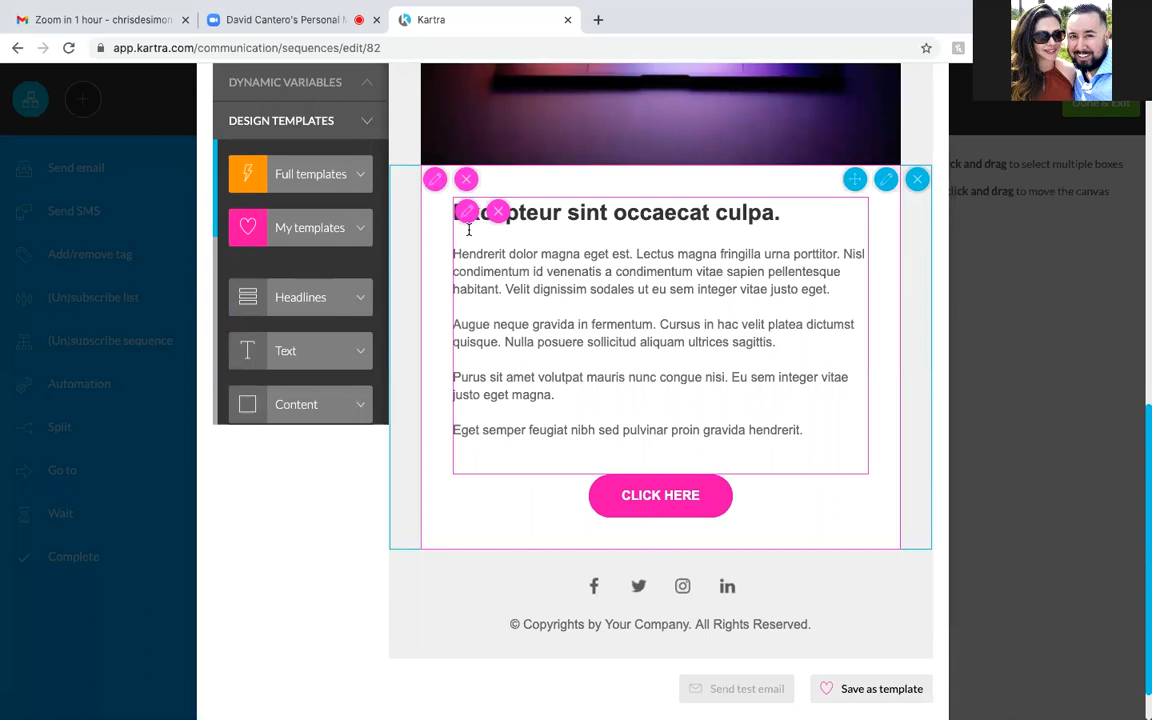 Zoom in 1 hour - chrisdesimon
David Cantero's Personal M
Kartra
app.kartra.com/communication/sequences/edit/82
Send email
Send SMS
Add/remove tag
(Un)subscribe list
(Un)subscribe sequence
Automation
Split
Go to
Wait
Complete
DYNAMIC VARIABLES
DESIGN TEMPLATES
Full templates
My templates
Headlines
Text
Content
sint occaecat culpa.
Hendrerit dolor magna eget est. Lectus magna fringilla urna porttitor. Nisl
condimentum id venenatis a condimentum vitae sapien pellentesque
habitant. Velit dignissim sodales ut eu sem integer vitae justo eget.
Augue neque gravida in fermentum. Cursus in hac velit platea dictumst
quisque. Nulla posuere sollicitudin aliquam ultrices sagittis.
Purus sit amet volutpat mauris nunc congue nisi. Eu sem integer vitae
justo eget magna.
Eget semper feugiat nibh sed pulvinar proin gravida hendrerit.
CLICK HERE
© Copyrights by Your Company. All Rights Reserved.
Send test email
Save as template
Done & Exit
ck and drag to select multiple boxes
lick and drag to move the canvas